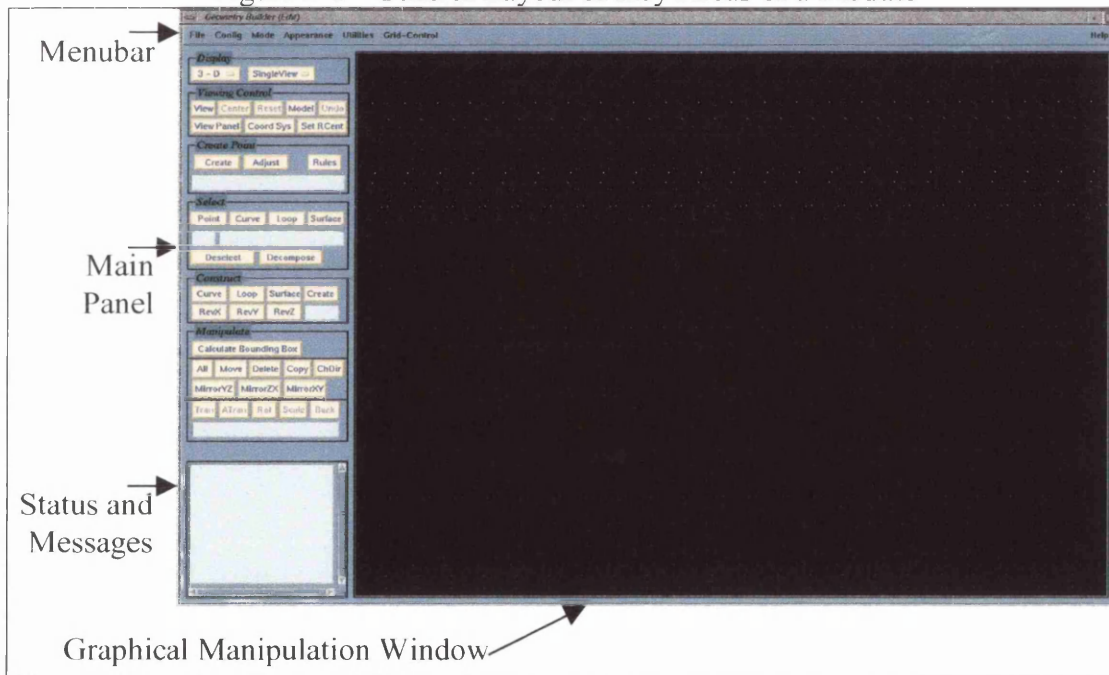 Geometry Builder (Edit)
Menubar
File Config Mode Appearance Utilities Grid-Control Help
Display
3 - D SingleView
Viewing Control
View Center Reset Model Undo
View Panel Coord Sys Set RCent
Create Point
Create Adjust Rules
Select
Point Curve Loop Surface
Main
Panel
Deselect Decompose
Construct
Curve Loop Surface Create
RevX RevY RevZ
Manipulate
Calculate Bounding Box
All Move Delete Copy ChDir
MirrorYZ MirrorZX MirrorXY
Tran ATran Rot Scale Back
Status and
Messages
Graphical Manipulation Window